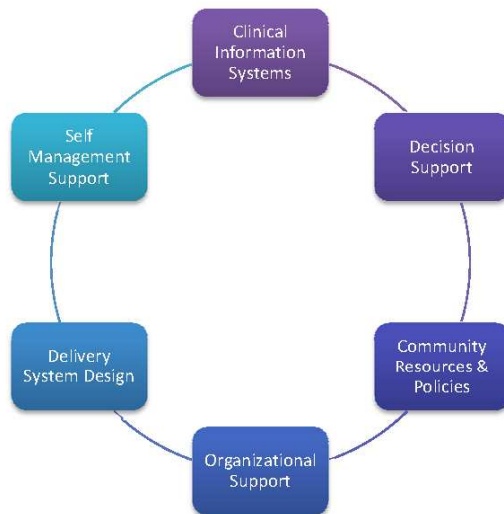 Clinical
Information
Systems
Decision
Support
Community
Resources &
Policies
Organizational
Support
Delivery
System Design
Self
Management
Support